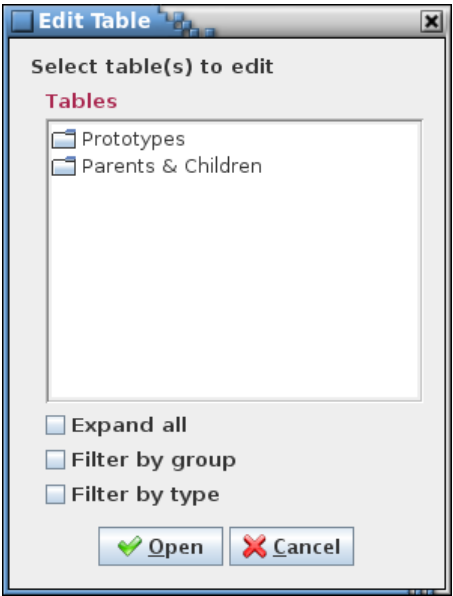 Edit Table
Select table(s) to edit
Tables
Prototypes
Parents & Children
Expand all
Filter by group
Filter by type
Open Cancel